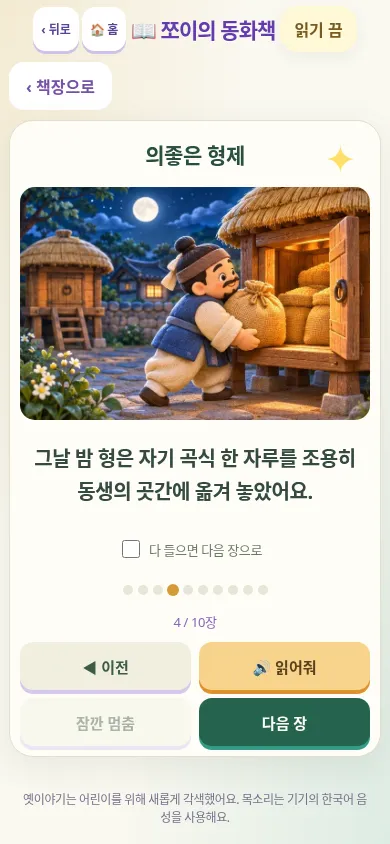 ‹ 뒤로 🏠 홈 📖 쪼이의 동화책 읽기 끔
‹ 책장으로
의좋은 형제
그날 밤 형은 자기 곡식 한 자루를 조용히
동생의 곳간에 옮겨 놓았어요.
다 들으면 다음 장으로
4 / 10장
◀ 이전 🔊 읽어줘
잠깐 멈춤 다음 장
옛이야기는 어린이를 위해 새롭게 각색했어요. 목소리는 기기의 한국어 음
성을 사용해요.